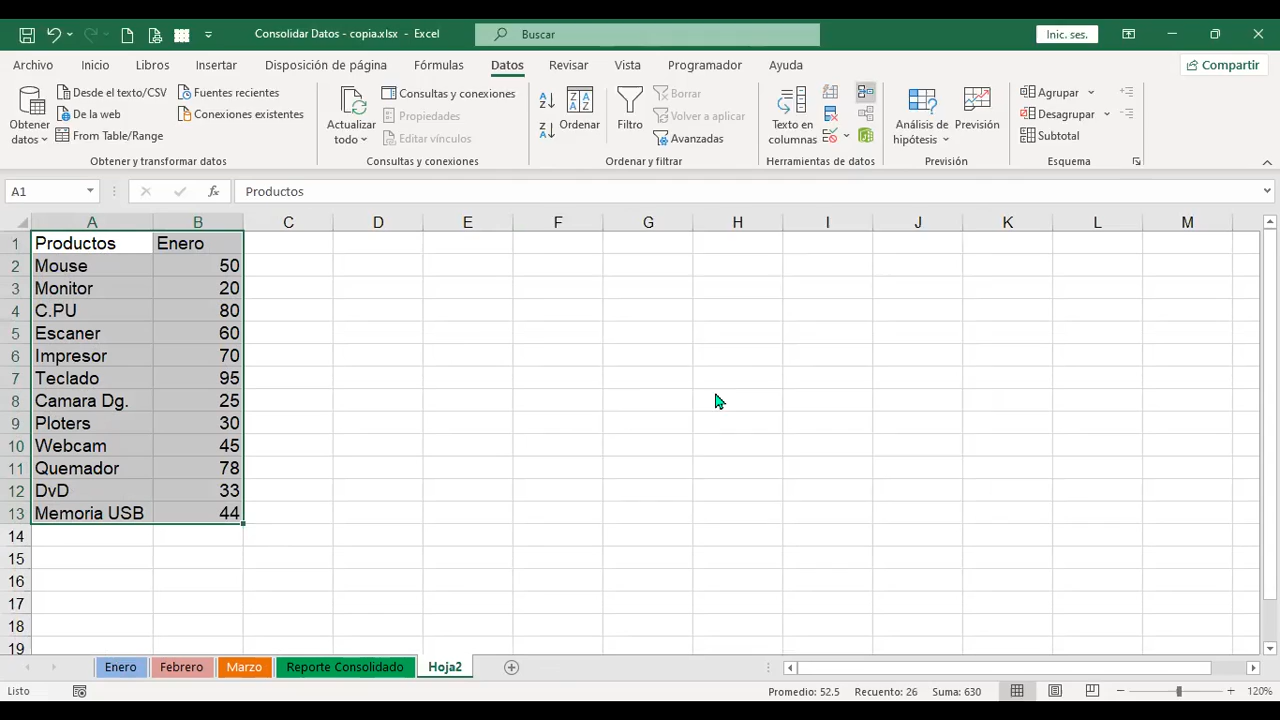 Consolidar Datos - copia.xlsx - Excel
Buscar
Inic. ses.
Archivo Inicio Libros Insertar Disposición de página Fórmulas Datos Revisar Vista Programador Ayuda Compartir
Obtener datos
Desde el texto/CSV
De la web
From Table/Range
Fuentes recientes
Conexiones existentes
Obtener y transformar datos
Actualizar todo
Consultas y conexiones
Propiedades
Editar vínculos
Consultas y conexiones
Ordenar
Filtro
Borrar
Volver a aplicar
Avanzadas
Ordenar y filtrar
Texto en columnas
Herramientas de datos
Análisis de hipótesis
Previsión
Previsión
Agrupar
Desagrupar
Subtotal
Esquema
A1 fx Productos
A B C D E F G H I J K L M
1 Productos Enero
2 Mouse 50
3 Monitor 20
4 C.PU 80
5 Escaner 60
6 Impresor 70
7 Teclado 95
8 Camara Dg. 25
9 Ploters 30
10 Webcam 45
11 Quemador 78
12 DvD 33
13 Memoria USB 44
14
15
16
17
18
19
Enero Febrero Marzo Reporte Consolidado Hoja2
Listo Promedio: 52.5 Recuento: 26 Suma: 630 120%